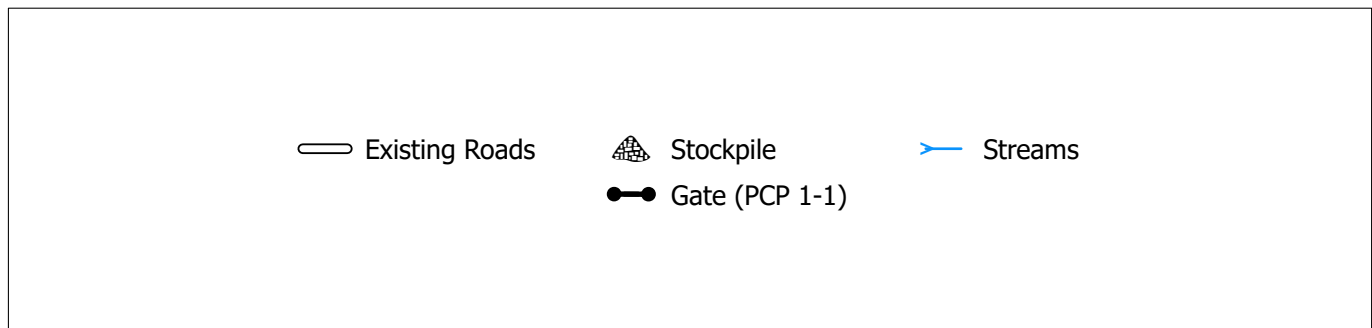 Existing Roads
Stockpile
Streams
Gate (PCP 1-1)